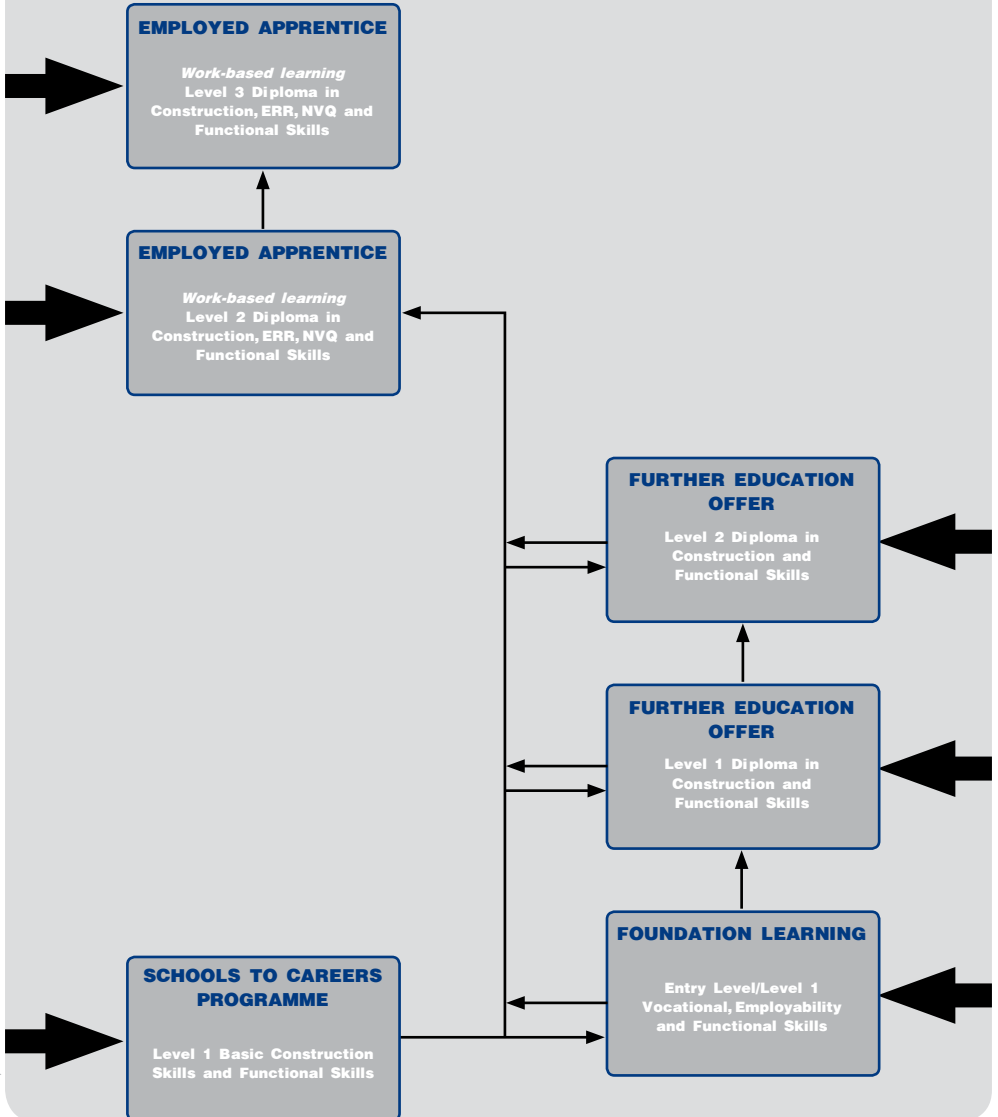 EMPLOYED APPRENTICE
Work-based learning
Level 3 Diploma in
Construction, ERR, NVQ and
Functional Skills
EMPLOYED APPRENTICE
Work-based learning
Level 2 Diploma in
Construction, ERR, NVQ and
Functional Skills
FURTHER EDUCATION
OFFER
Level 2 Diploma in
Construction and
Functional Skills
FURTHER EDUCATION
OFFER
Level 1 Diploma in
Construction and
Functional Skills
FOUNDATION LEARNING
Entry Level/Level 1
Vocational, Employability
and Functional Skills
SCHOOLS TO CAREERS
PROGRAMME
Level 1 Basic Construction
Skills and Functional Skills